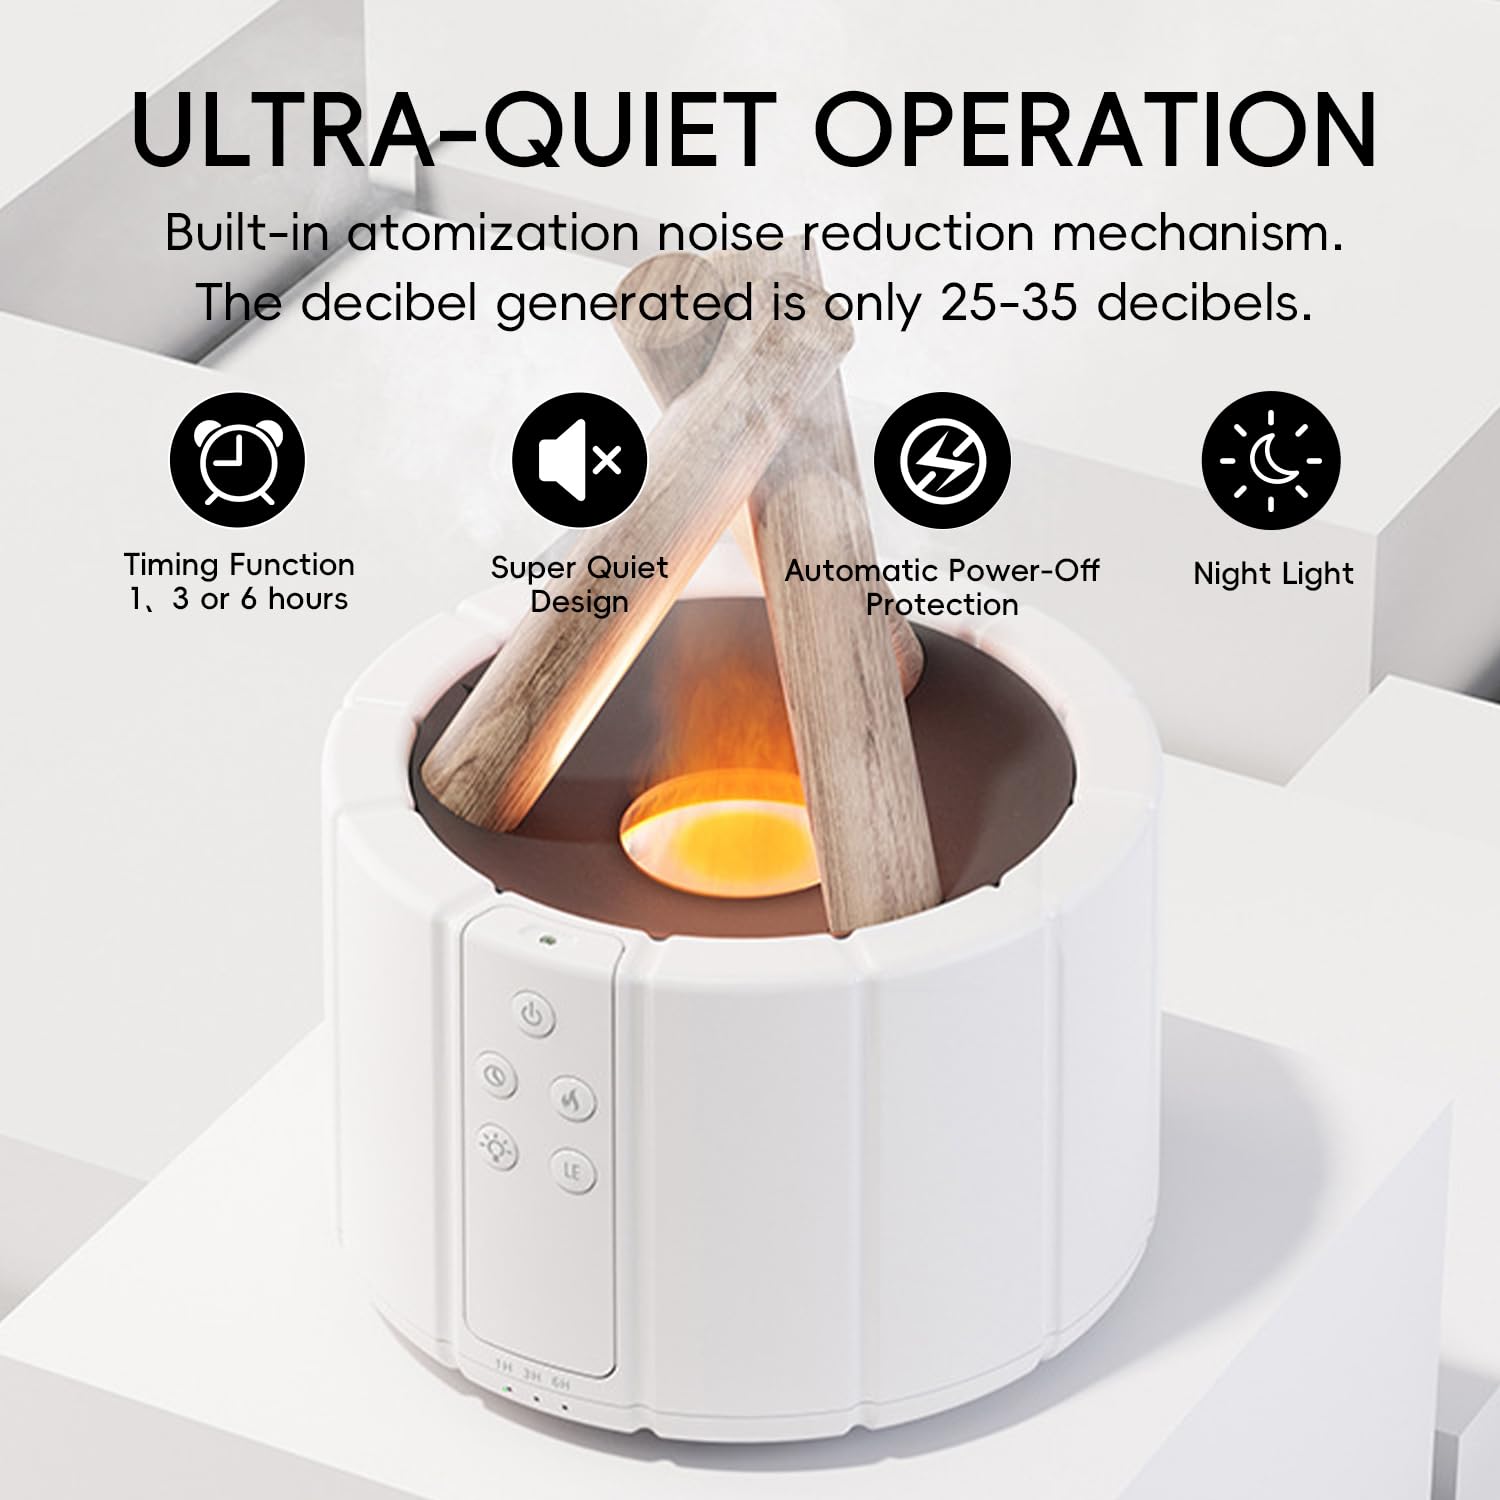 ULTRA-QUIET OPERATION
Built-in atomization noise reduction mechanism.
The decibel generated is only 25-35 decibels.
Timing Function
1、3 or 6 hours
Super Quiet
Design
Automatic Power-Off
Protection
Night Light
LE
1H 3H 6H